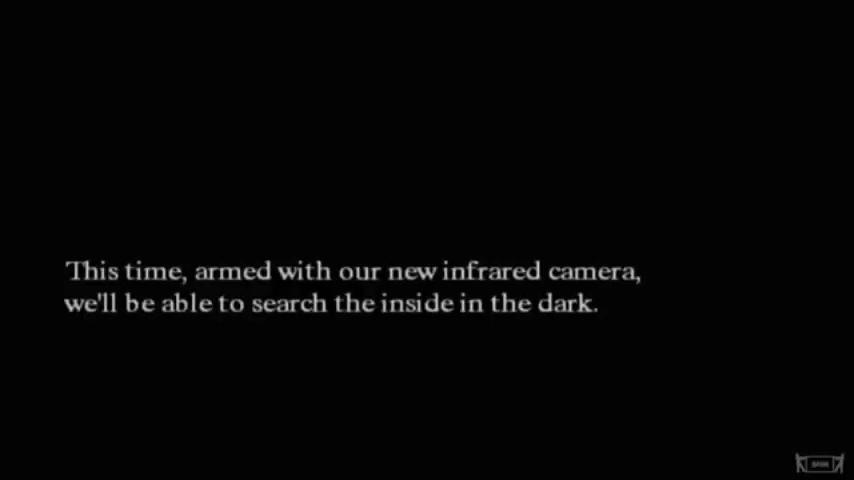 This time, armed with our new infrared camera,
we'll be able to search the inside in the dark.